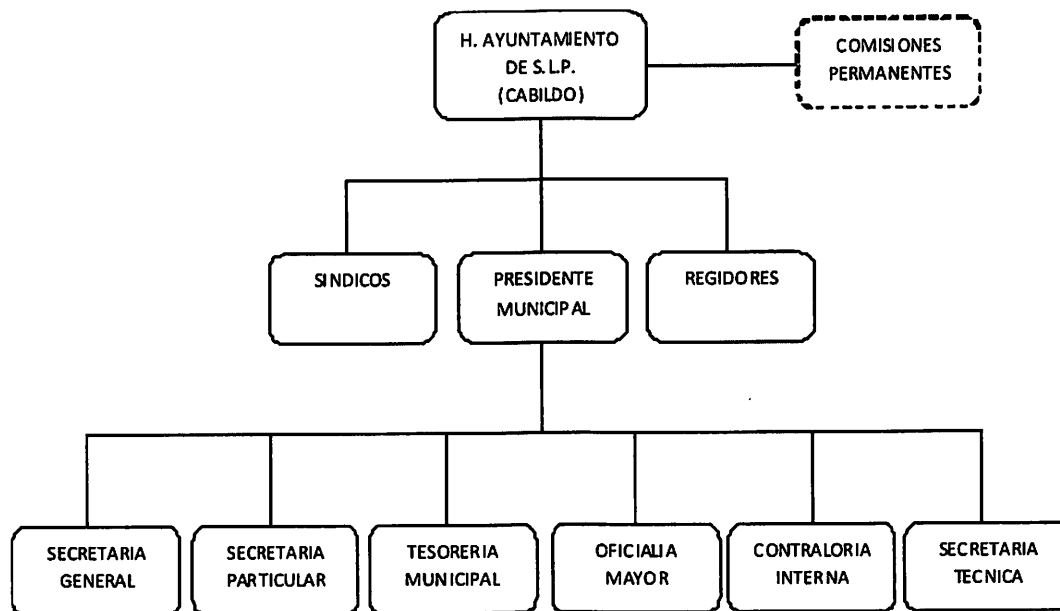 H. AYUNTAMIENTO
DE S.L.P.
(CABILDO)
COMISIONES
PERMANENTES
SINDICOS
PRESIDENTE
MUNICIPAL
REGIDORES
SECRETARIA
GENERAL
SECRETARIA
PARTICULAR
TESORERIA
MUNICIPAL
OFICIALIA
MAYOR
CONTRALORIA
INTERNA
SECRETARIA
TECNICA